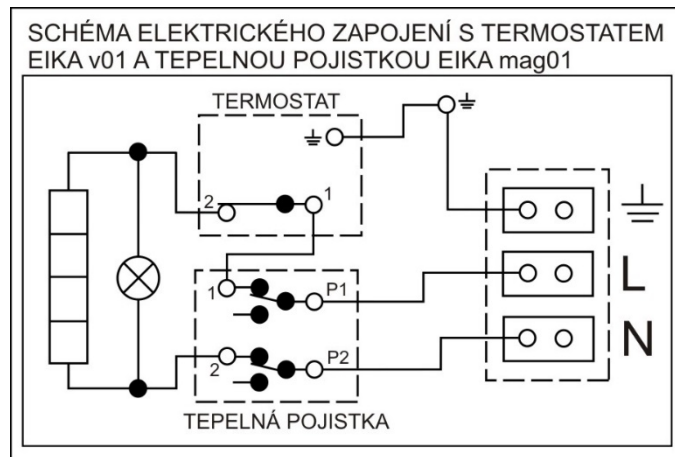 SCHÉMA ELEKTRICKÉHO ZAPOJENÍ S TERMOSTATEM
EIKA v01 A TEPELNOU POJISTKOU EIKA mag01
TERMOSTAT
2
1
1
P1
L
2
P2
N
TEPELNÁ POJISTKA